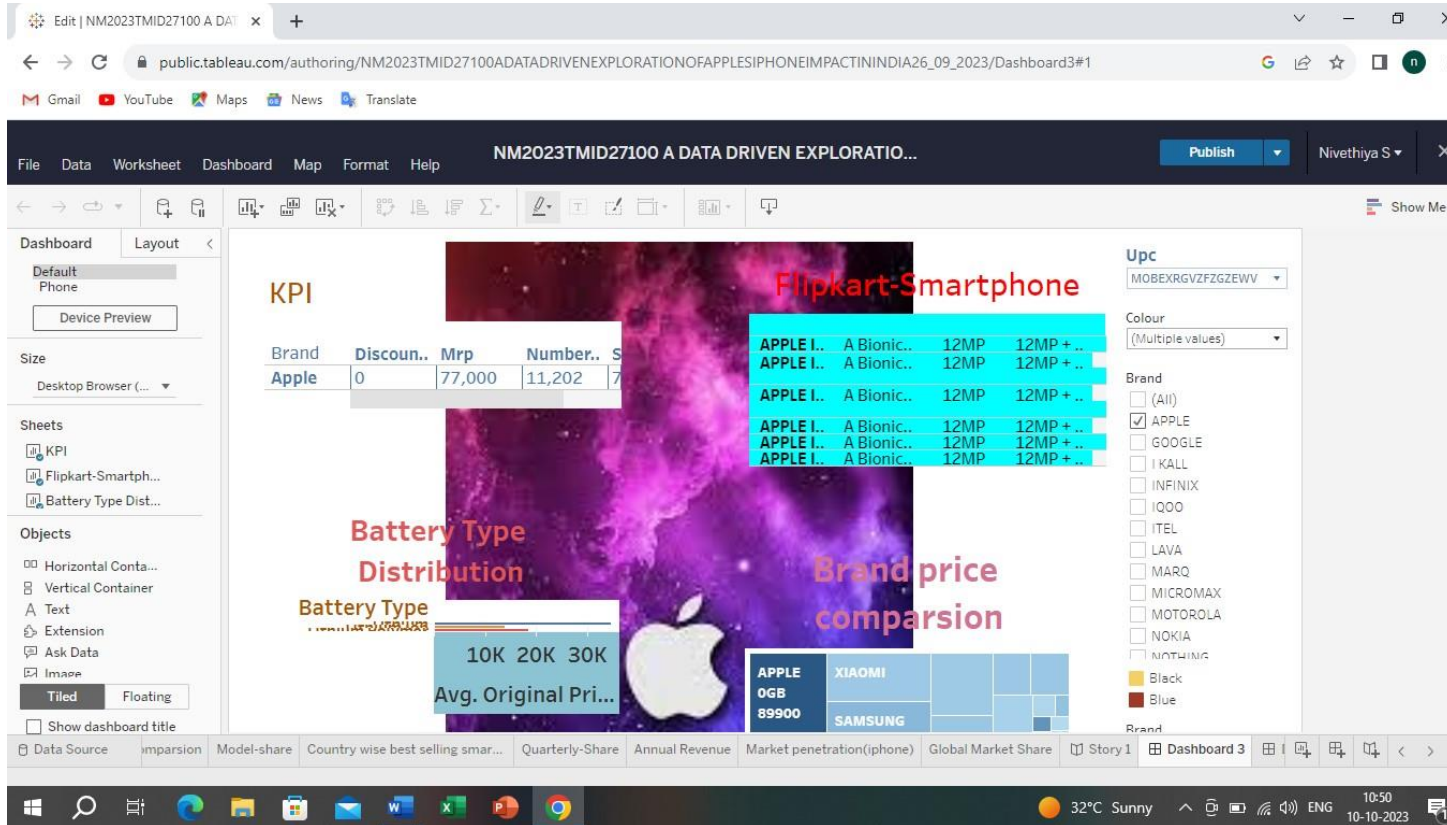 Edit | NM2023TMID27100 A DAT
public.tableau.com/authoring/NM2023TMID27100ADATADRIVENEXPLORATIONOFAPPLESIPHONEIMPACTININDIA26_09_2023/Dashboard3#1
n
Gmail YouTube Maps News Translate
File Data Worksheet Dashboard Map Format Help
NM2023TMID27100 A DATA DRIVEN EXPLORATIO...
Publish
Nivethiya S
Show Me
Dashboard Layout
Default
Phone
Device Preview
Size
Desktop Browser (...
Sheets
KPI
Flipkart-Smartph...
Battery Type Dist...
Objects
Horizontal Conta...
Vertical Container
Text
Extension
Ask Data
Image
Tiled Floating
Show dashboard title
KPI
Brand Discoun.. Mrp Number.. S
Apple 0 77,000 11,202 7
Flipkart-Smartphone
APPLE I.. A Bionic.. 12MP 12MP + ..
APPLE I.. A Bionic.. 12MP 12MP + ..
APPLE I.. A Bionic.. 12MP 12MP + ..
APPLE I.. A Bionic.. 12MP 12MP + ..
APPLE I.. A Bionic.. 12MP 12MP + ..
APPLE I.. A Bionic.. 12MP 12MP + ..
Battery Type
Distribution
Battery Type
10K 20K 30K
Avg. Original Pri...
Brand price
comparsion
APPLE
0GB
89900
XIAOMI
SAMSUNG
Upc
MOBEXRGVZFZGZEWV
Colour
(Multiple values)
Brand
(All)
APPLE
GOOGLE
I KALL
INFINIX
IQOO
ITEL
LAVA
MARQ
MICROMAX
MOTOROLA
NOKIA
NOTHING
Black
Blue
Brand
Data Source omparsion Model-share Country wise best selling smar... Quarterly-Share Annual Revenue Market penetration(iphone) Global Market Share Story 1 Dashboard 3
32°C Sunny ENG 10:50
10-10-2023